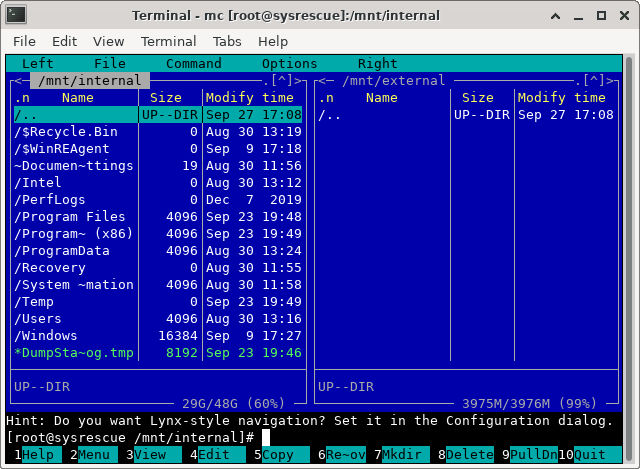 Terminal - mc [root@sysrescue]:/mnt/internal
File Edit View Terminal Tabs Help
Left File Command Options Right
<─ /mnt/internal ─.[^]> <─ /mnt/external ─.[^]>
.n Name Size Modify time .n Name Size Modify time
/.. UP--DIR Sep 27 17:08 /.. UP--DIR Sep 27 17:08
/$Recycle.Bin 0 Aug 30 13:19
/$WinREAgent 0 Sep 9 17:18
~Documen~ttings 19 Aug 30 11:56
/Intel 0 Aug 30 13:12
/PerfLogs 0 Dec 7 2019
/Program Files 4096 Sep 23 19:48
/Program~ (x86) 4096 Sep 23 19:49
/ProgramData 4096 Aug 30 13:24
/Recovery 0 Aug 30 11:55
/System ~mation 4096 Aug 30 11:58
/Temp 0 Sep 23 19:49
/Users 4096 Aug 30 13:16
/Windows 16384 Sep 9 17:27
*DumpSta~og.tmp 8192 Sep 23 19:46
UP--DIR UP--DIR
29G/48G (60%) 3975M/3976M (99%)
Hint: Do you want Lynx-style navigation? Set it in the Configuration dialog.
[root@sysrescue /mnt/internal]#
1Help 2Menu 3View 4Edit 5Copy 6Re~ov 7Mkdir 8Delete 9PullDn 10Quit